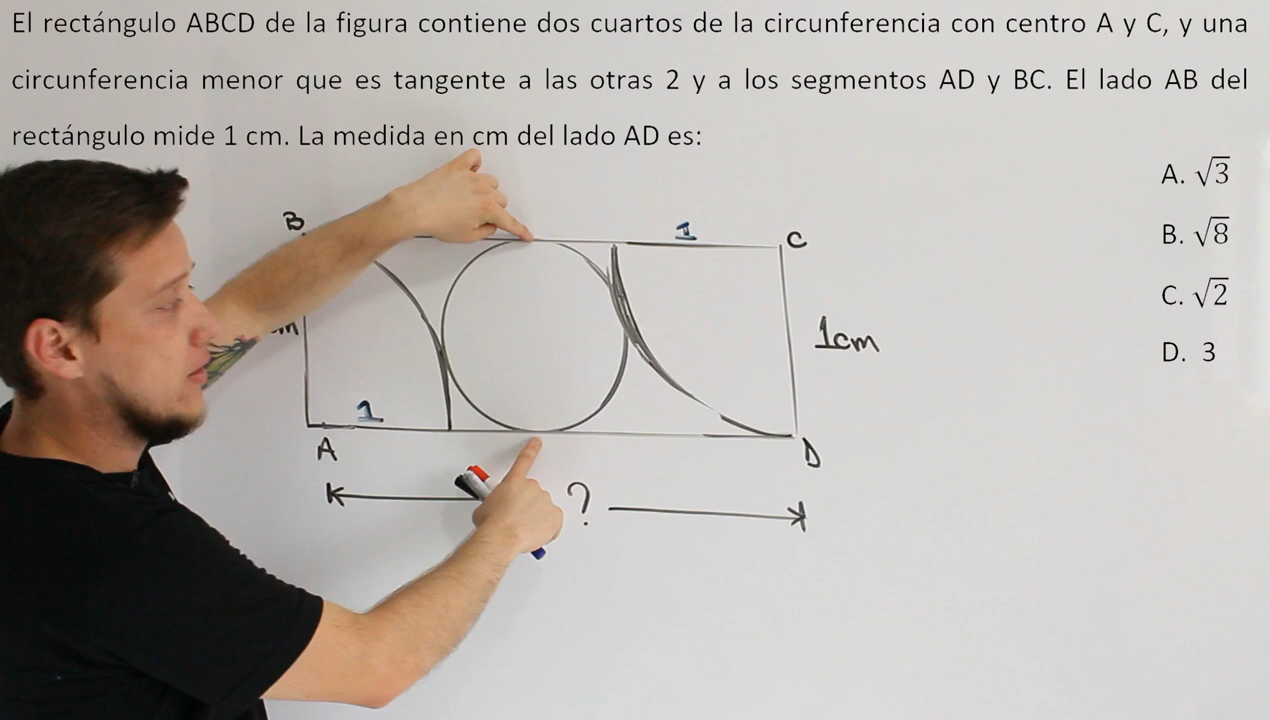 El rectángulo ABCD de la figura contiene dos cuartos de la circunferencia con centro A y C, y una
circunferencia menor que es tangente a las otras 2 y a los segmentos AD y BC. El lado AB del
rectángulo mide 1 cm. La medida en cm del lado AD es:
A. √3
B. √8
C. √2
D. 3
B
1
C
1cm
1
A
D
?